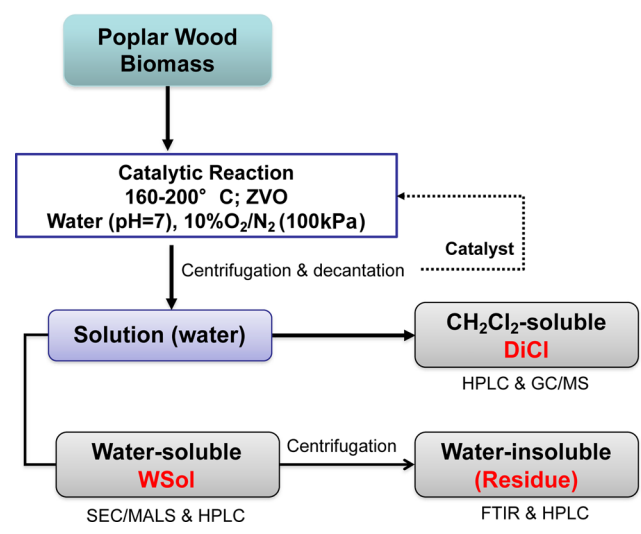 Poplar Wood
Biomass
Catalytic Reaction
160-200° C; ZVO
Water (pH=7), 10%O₂/N₂ (100kPa)
Catalyst
Centrifugation & decantation
Solution (water)
CH₂Cl₂-soluble
DiCl
HPLC & GC/MS
Water-soluble
WSol
Centrifugation
Water-insoluble
(Residue)
SEC/MALS & HPLC
FTIR & HPLC